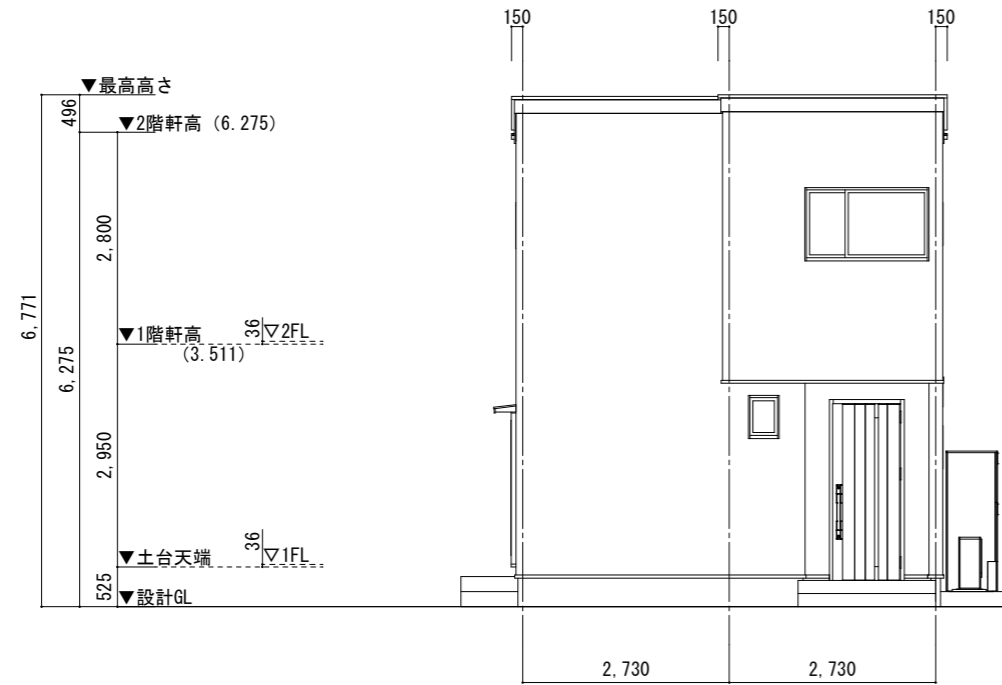 150
150
150
▼最高高さ
496
▼2階軒高 (6.275)
2,800
6,771
6,275
▼1階軒高
(3.511)
36
▽2FL
2,950
▼土台天端
36
▽1FL
525
▼設計GL
2,730
2,730